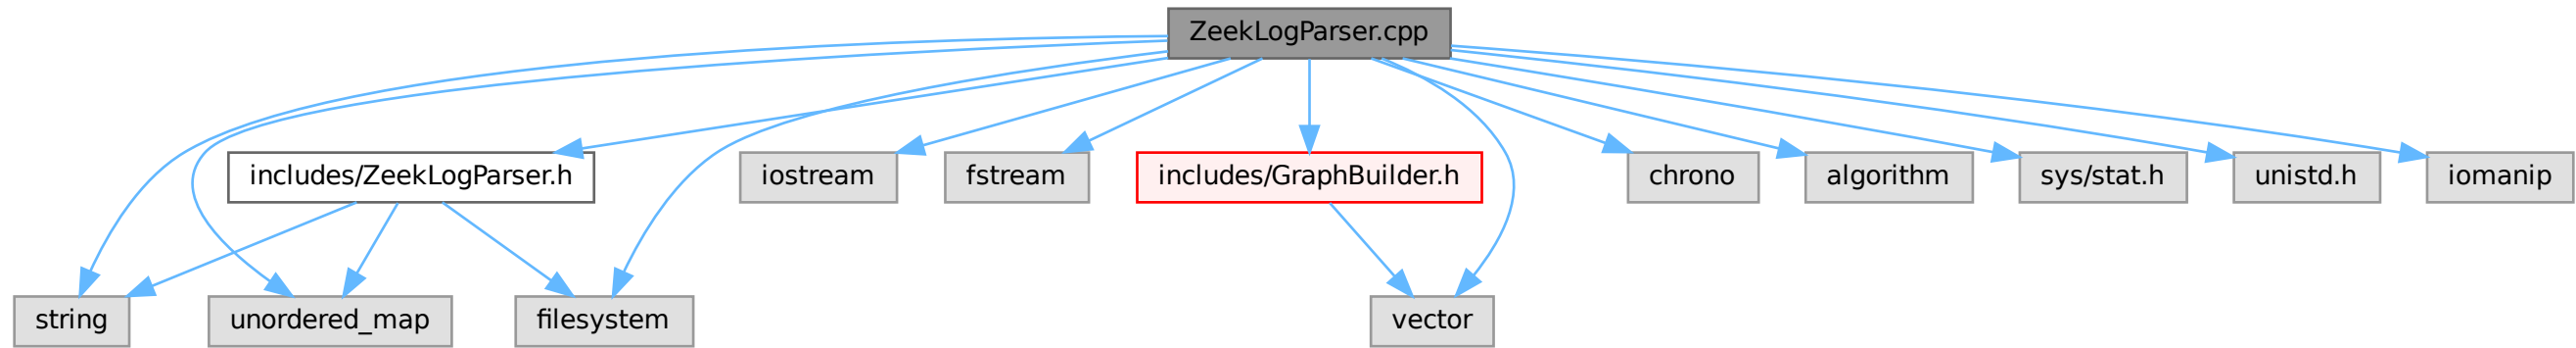 ZeekLogParser.cpp
includes/ZeekLogParser.h
iostream
fstream
includes/GraphBuilder.h
chrono
algorithm
sys/stat.h
unistd.h
iomanip
string
unordered_map
filesystem
vector